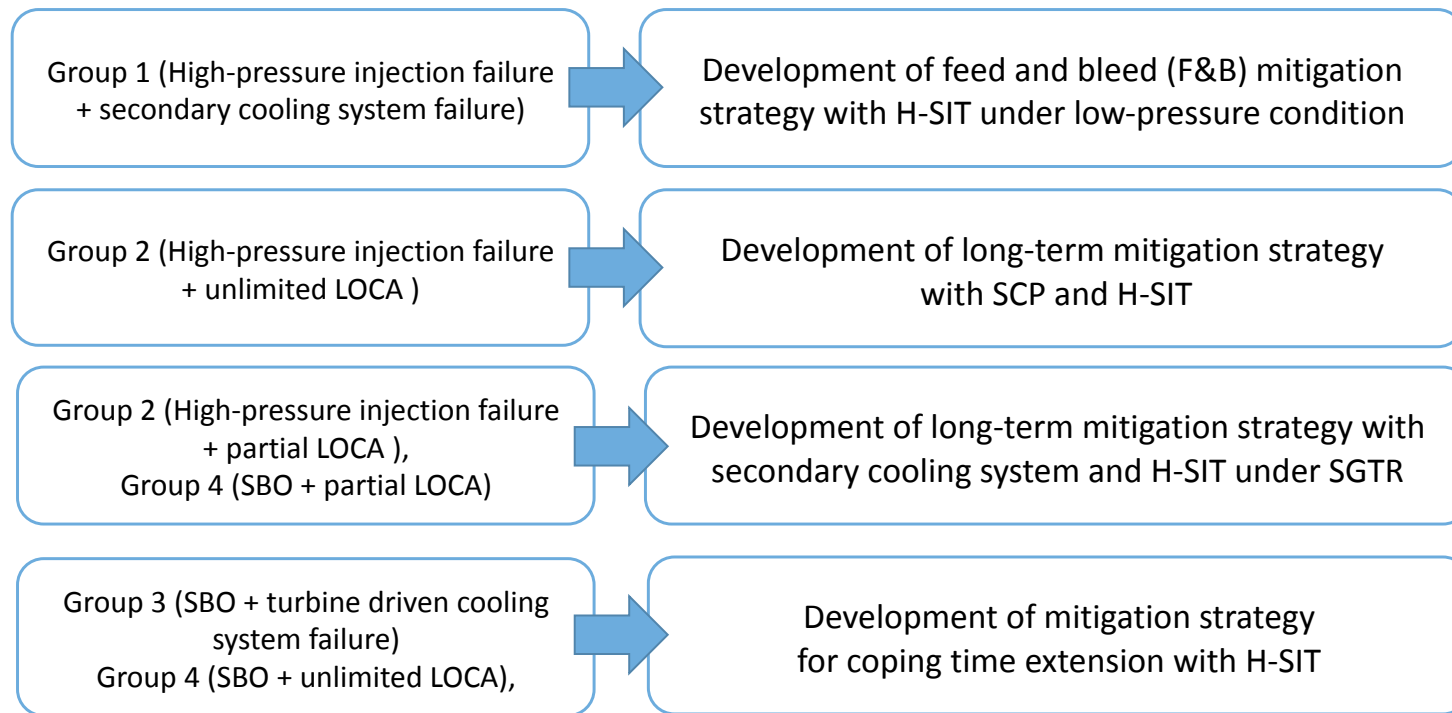 Group 1 (High-pressure injection failure
+ secondary cooling system failure)
Development of feed and bleed (F&B) mitigation
strategy with H-SIT under low-pressure condition
Group 2 (High-pressure injection failure
+ unlimited LOCA )
Development of long-term mitigation strategy
with SCP and H-SIT
Group 2 (High-pressure injection failure
+ partial LOCA ),
Group 4 (SBO + partial LOCA)
Development of long-term mitigation strategy with
secondary cooling system and H-SIT under SGTR
Group 3 (SBO + turbine driven cooling
system failure)
Group 4 (SBO + unlimited LOCA),
Development of mitigation strategy
for coping time extension with H-SIT